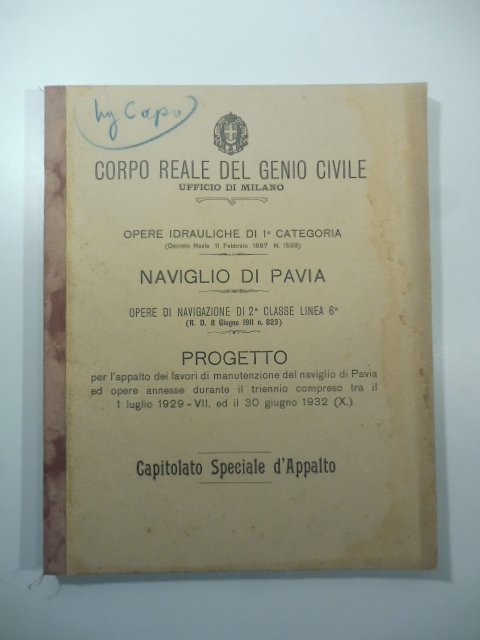 Ing Capo
CORPO REALE DEL GENIO CIVILE
UFFICIO DI MILANO
OPERE IDRAULICHE DI 1ª CATEGORIA
(Decreto Reale 11 Febbraio 1867 N. 1598)
NAVIGLIO DI PAVIA
OPERE DI NAVIGAZIONE DI 2ª CLASSE LINEA 6ª
(R. D. 8 Giugno 1911 n. 823)
PROGETTO
per l'appalto dei lavori di manutenzione del naviglio di Pavia
ed opere annesse durante il triennio compreso tra il
1 luglio 1929 - VII. ed il 30 giugno 1932 (X.)
Capitolato Speciale d'Appalto